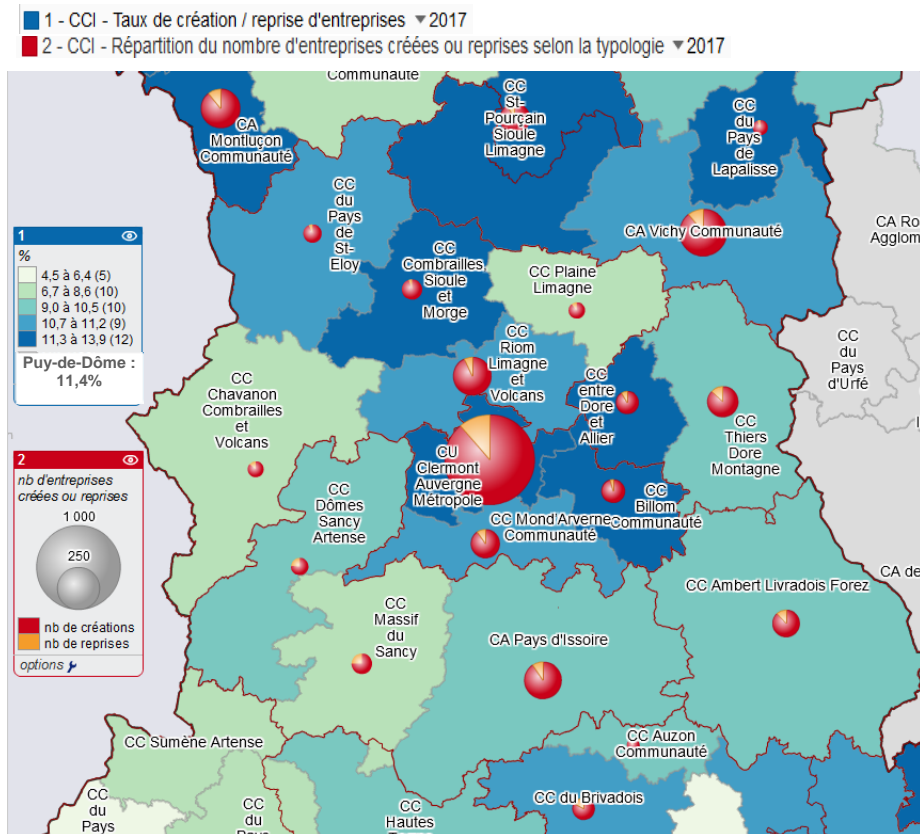 1 - CCI - Taux de création / reprise d'entreprises ▼ 2017
2 - CCI - Répartition du nombre d'entreprises créées ou reprises selon la typologie ▼ 2017
Communauté
CC
St-
Pourçain
Sioule
Limagne
CC
du
Pays
de
Lapalisse
CA
Montluçon
Communauté
CC
du
Pays
de
St-
Eloy
CA Vichy Communauté
CA Ro
Agglom
1
%
4,5 à 6,4 (5)
6,7 à 8,6 (10)
9,0 à 10,5 (10)
10,7 à 11,2 (9)
11,3 à 13,9 (12)
Puy-de-Dôme :
11,4%
CC
Combrailles
Sioule
et
Morge
CC Plaine
Limagne
CC
Riom
Limagne
et
Volcans
CC
du
Pays
d'Urfé
CC
Chavanon
Combrailles
et
Volcans
CC
entre
Dore
et
Allier
CC
Thiers
Dore
Montagne
2
nb d'entreprises
créées ou reprises
1 000
250
nb de créations
nb de reprises
options
CU
Clermont
Auvergne
Métropole
CC
Dômes
Sancy
Artense
CC
Billom
Communauté
CC Mond'Arverne
Communauté
CC Ambert Livradois Forez
CA de
CC
Massif
du
Sancy
CA Pays d'Issoire
CC Sumène Artense
CC Auzon
Communauté
CC du Brivadois
CC
du
Pays
CC
du
CC
Hautes